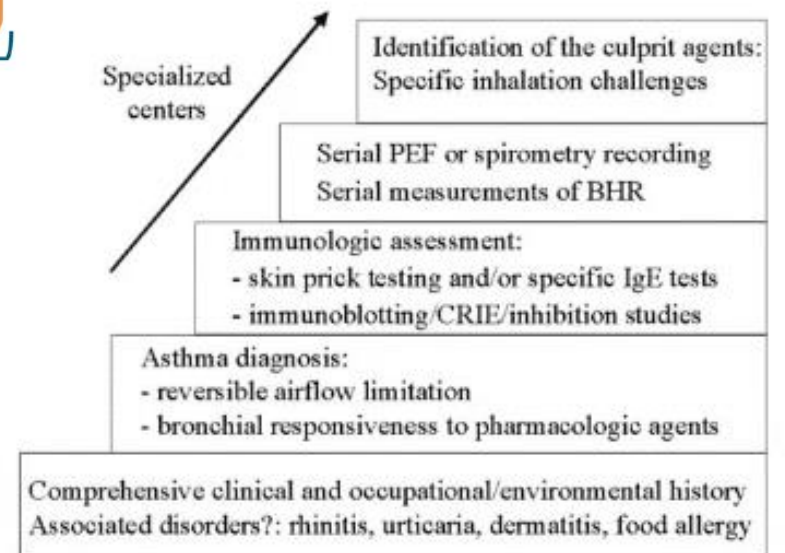 Specialized
centers
Identification of the culprit agents:
Specific inhalation challenges
Serial PEF or spirometry recording
Serial measurements of BHR
Immunologic assessment:
- skin prick testing and/or specific IgE tests
- immunoblotting/CRIE/inhibition studies
Asthma diagnosis:
- reversible airflow limitation
- bronchial responsiveness to pharmacologic agents
Comprehensive clinical and occupational/environmental history
Associated disorders?: rhinitis, urticaria, dermatitis, food allergy